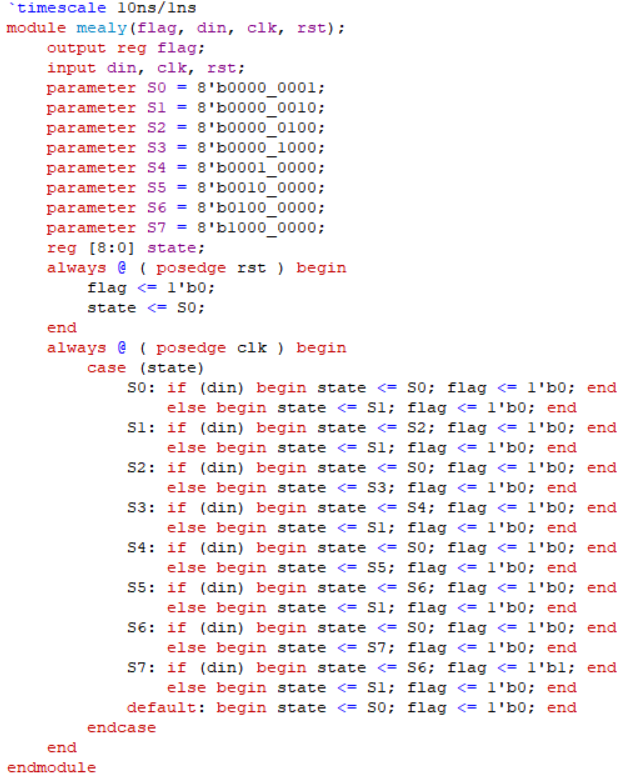 `timescale 10ns/1ns
module mealy(flag, din, clk, rst);
    output reg flag;
    input din, clk, rst;
    parameter S0 = 8'b0000_0001;
    parameter S1 = 8'b0000_0010;
    parameter S2 = 8'b0000_0100;
    parameter S3 = 8'b0000_1000;
    parameter S4 = 8'b0001_0000;
    parameter S5 = 8'b0010_0000;
    parameter S6 = 8'b0100_0000;
    parameter S7 = 8'b1000_0000;
    reg [8:0] state;
    always @ ( posedge rst ) begin
        flag <= 1'b0;
        state <= S0;
    end
    always @ ( posedge clk ) begin
        case (state)
            S0: if (din) begin state <= S0; flag <= 1'b0; end
                else begin state <= S1; flag <= 1'b0; end
            S1: if (din) begin state <= S2; flag <= 1'b0; end
                else begin state <= S1; flag <= 1'b0; end
            S2: if (din) begin state <= S0; flag <= 1'b0; end
                else begin state <= S3; flag <= 1'b0; end
            S3: if (din) begin state <= S4; flag <= 1'b0; end
                else begin state <= S1; flag <= 1'b0; end
            S4: if (din) begin state <= S0; flag <= 1'b0; end
                else begin state <= S5; flag <= 1'b0; end
            S5: if (din) begin state <= S6; flag <= 1'b0; end
                else begin state <= S1; flag <= 1'b0; end
            S6: if (din) begin state <= S0; flag <= 1'b0; end
                else begin state <= S7; flag <= 1'b0; end
            S7: if (din) begin state <= S6; flag <= 1'b1; end
                else begin state <= S1; flag <= 1'b0; end
            default: begin state <= S0; flag <= 1'b0; end
        endcase
    end
endmodule